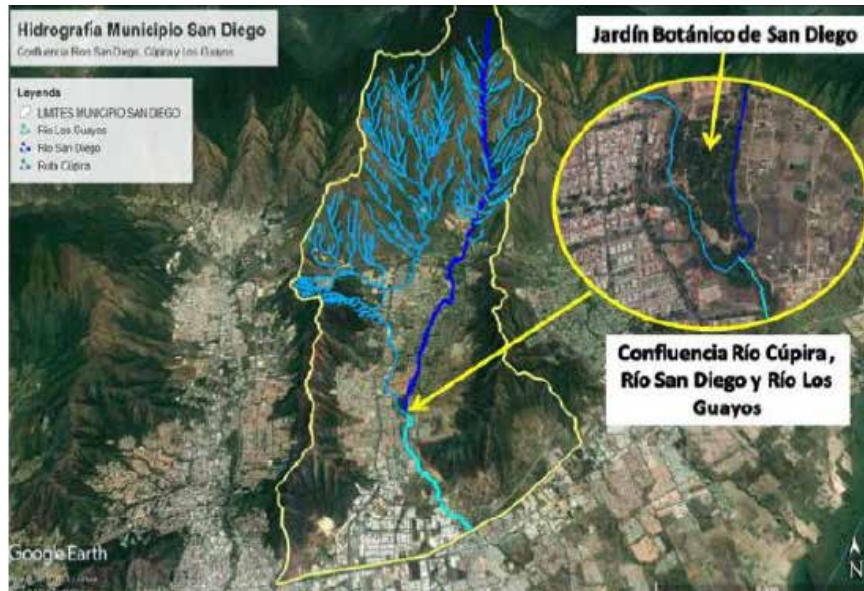 Hidrografía Municipio San Diego
Confluencia Ríos San Diego, Cúpira y Los Guayos
Leyenda
LIMITES MUNICIPIO SAN DIEGO
Río Los Guayos
Río San Diego
Ruta Cúpira
Jardín Botánico de San Diego
Confluencia Río Cúpira,
Río San Diego y Río Los
Guayos
Google Earth
N